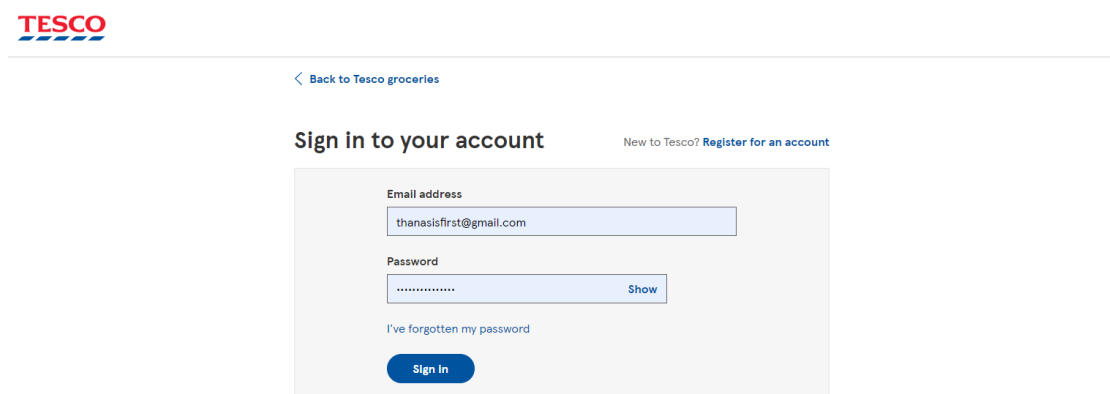 TESCO
Back to Tesco groceries
Sign in to your account
New to Tesco? Register for an account
Email address
thanasisfirst@gmail.com
Password
...............
Show
I've forgotten my password
Sign in